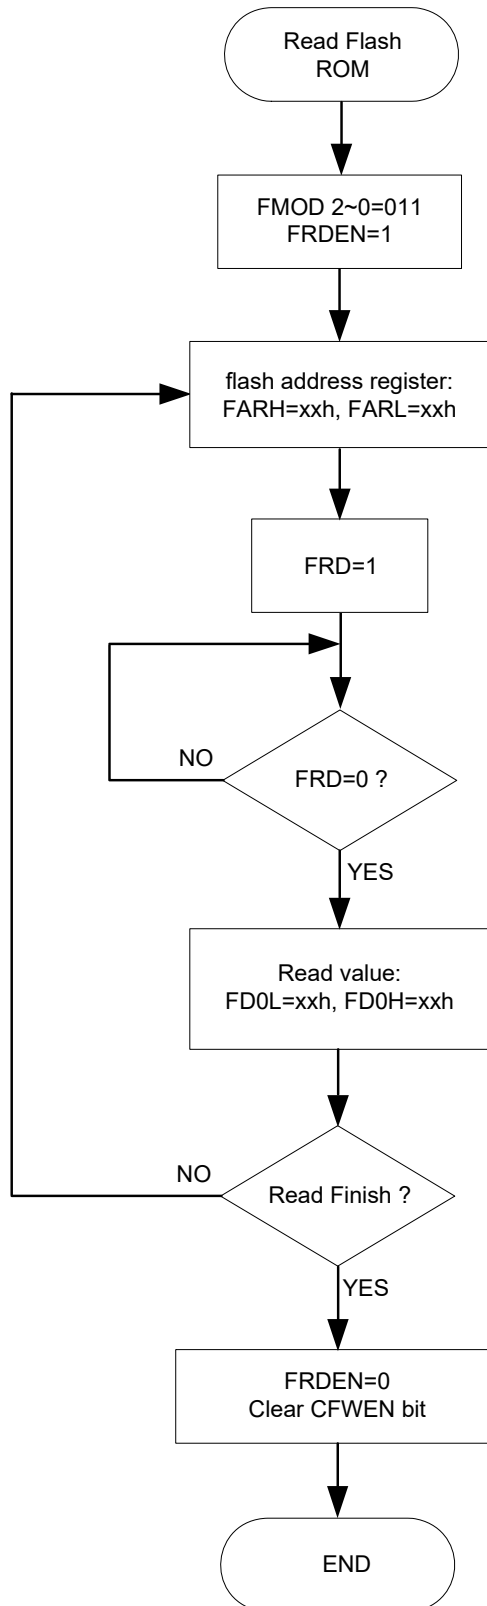 Read Flash
ROM
FMOD 2~0=011
FRDEN=1
flash address register:
FARH=xxh, FARL=xxh
FRD=1
NO
FRD=0 ?
YES
Read value:
FD0L=xxh, FD0H=xxh
NO
Read Finish ?
YES
FRDEN=0
Clear CFWEN bit
END